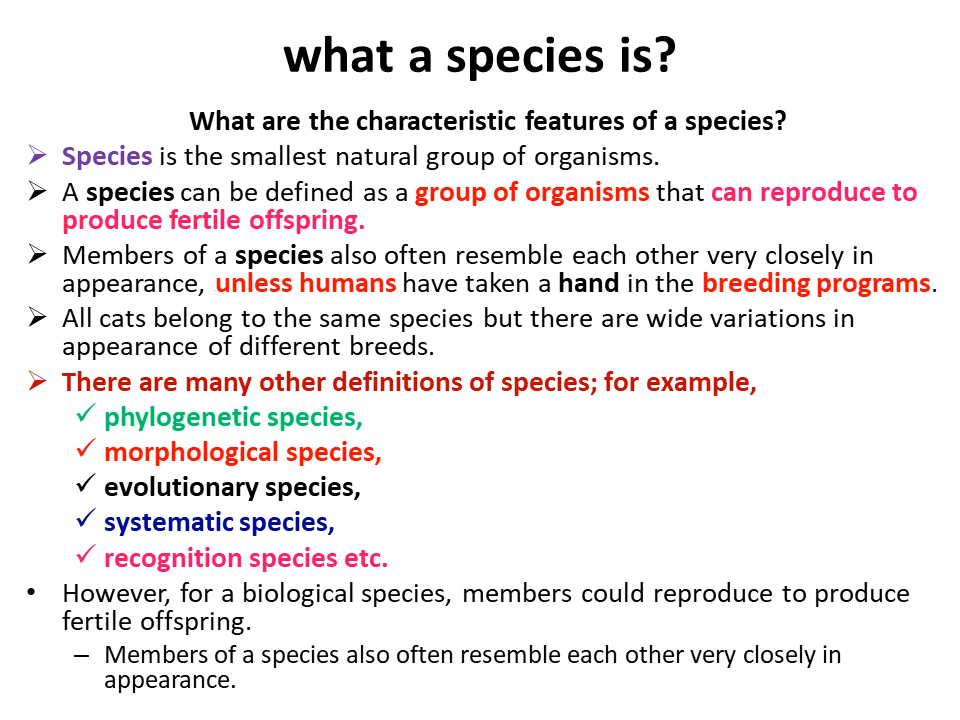 what a species is?
What are the characteristic features of a species?
➢ Species is the smallest natural group of organisms.
➢ A species can be defined as a group of organisms that can reproduce to
produce fertile offspring.
➢ Members of a species also often resemble each other very closely in
appearance, unless humans have taken a hand in the breeding programs.
➢ All cats belong to the same species but there are wide variations in
appearance of different breeds.
➢ There are many other definitions of species; for example,
✓ phylogenetic species,
✓ morphological species,
✓ evolutionary species,
✓ systematic species,
✓ recognition species etc.
• However, for a biological species, members could reproduce to produce
fertile offspring.
– Members of a species also often resemble each other very closely in
appearance.